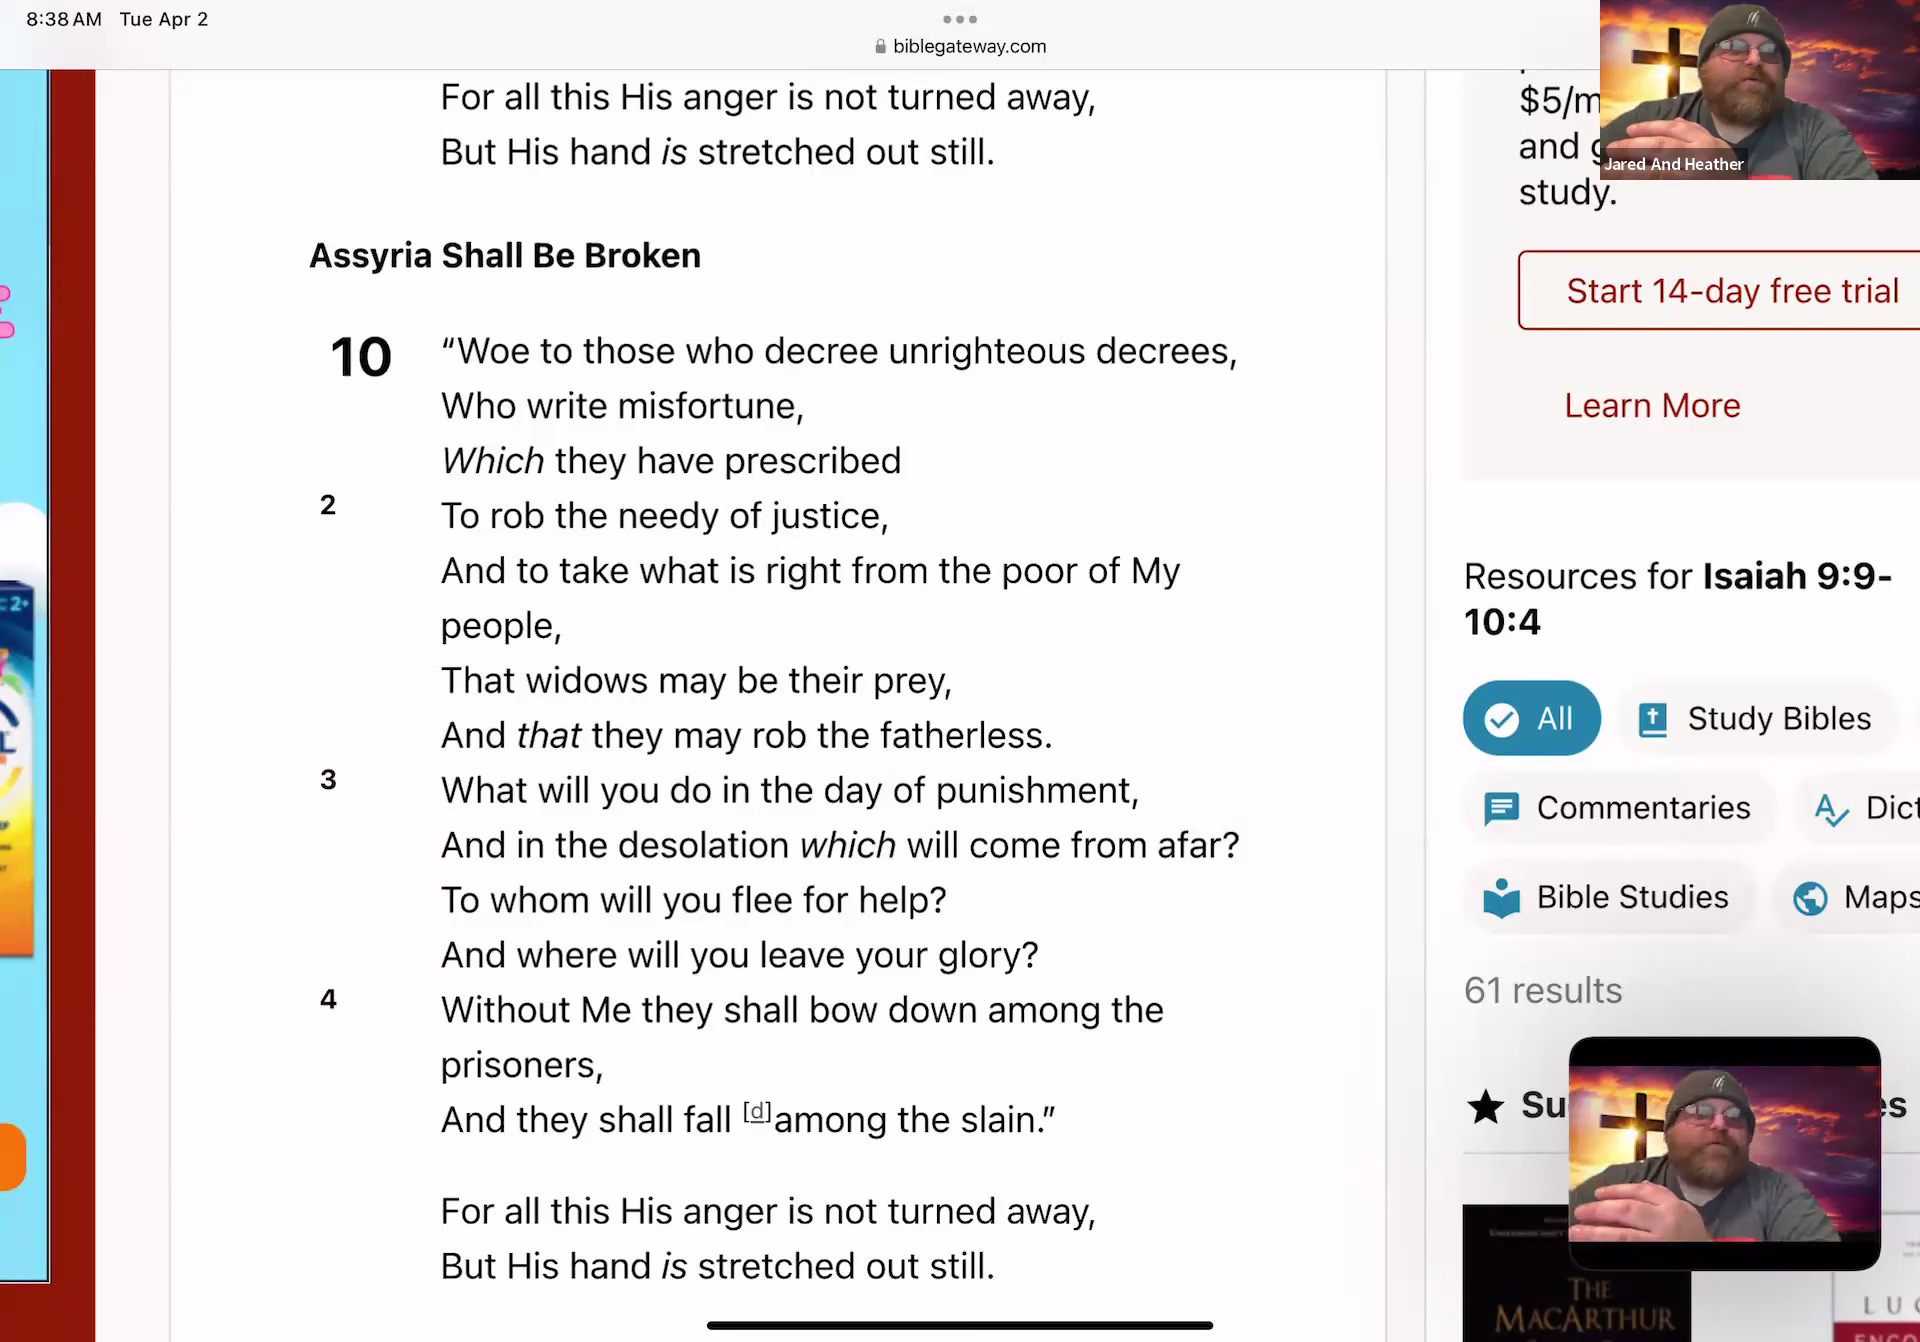 8:38 AM Tue Apr 2
biblegateway.com
For all this His anger is not turned away,
But His hand is stretched out still.
Assyria Shall Be Broken
10 “Woe to those who decree unrighteous decrees,
Who write misfortune,
Which they have prescribed
2 To rob the needy of justice,
And to take what is right from the poor of My
people,
That widows may be their prey,
And that they may rob the fatherless.
3 What will you do in the day of punishment,
And in the desolation which will come from afar?
To whom will you flee for help?
And where will you leave your glory?
4 Without Me they shall bow down among the
prisoners,
And they shall fall [d]among the slain.”
For all this His anger is not turned away,
But His hand is stretched out still.
$5/m
and
study.
Jared And Heather
Start 14-day free trial
Learn More
Resources for Isaiah 9:9-
10:4
All
Study Bibles
Commentaries
Dict
Bible Studies
Maps
61 results
Su
es
THE
MACARTHUR
LUC
2+